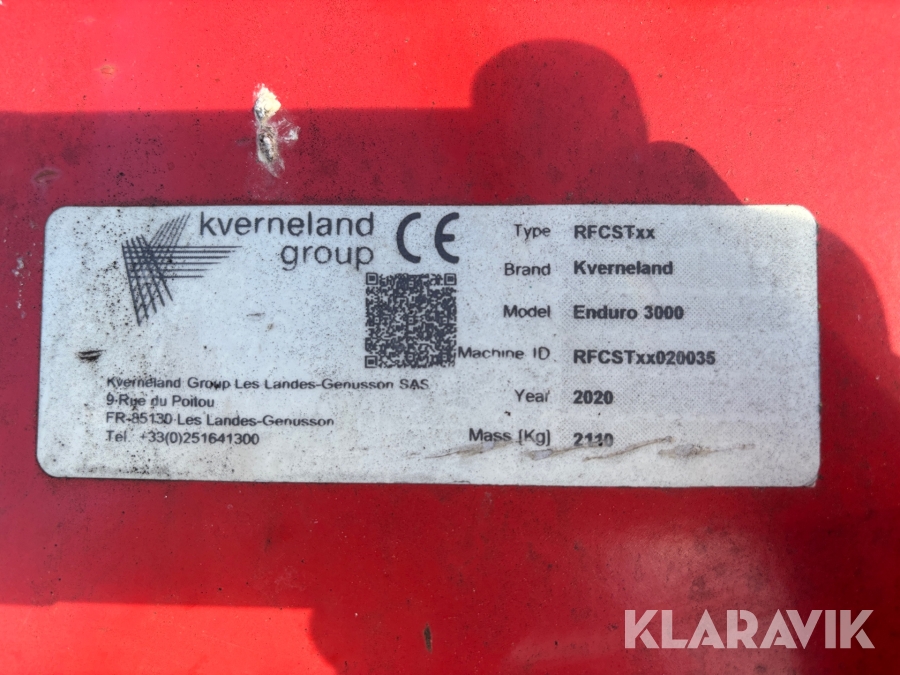 kverneland
group
CE
Type RFCSTxx
Brand Kverneland
Model Enduro 3000
Machine ID RFCSTxx020035
Year 2020
Mass [Kg] 2110
Kverneland Group Les Landes-Genusson SAS
9 Rue du Poitou
FR-85130 Les Landes-Genusson
Tel. +33(0)251641300
KLARAVIK